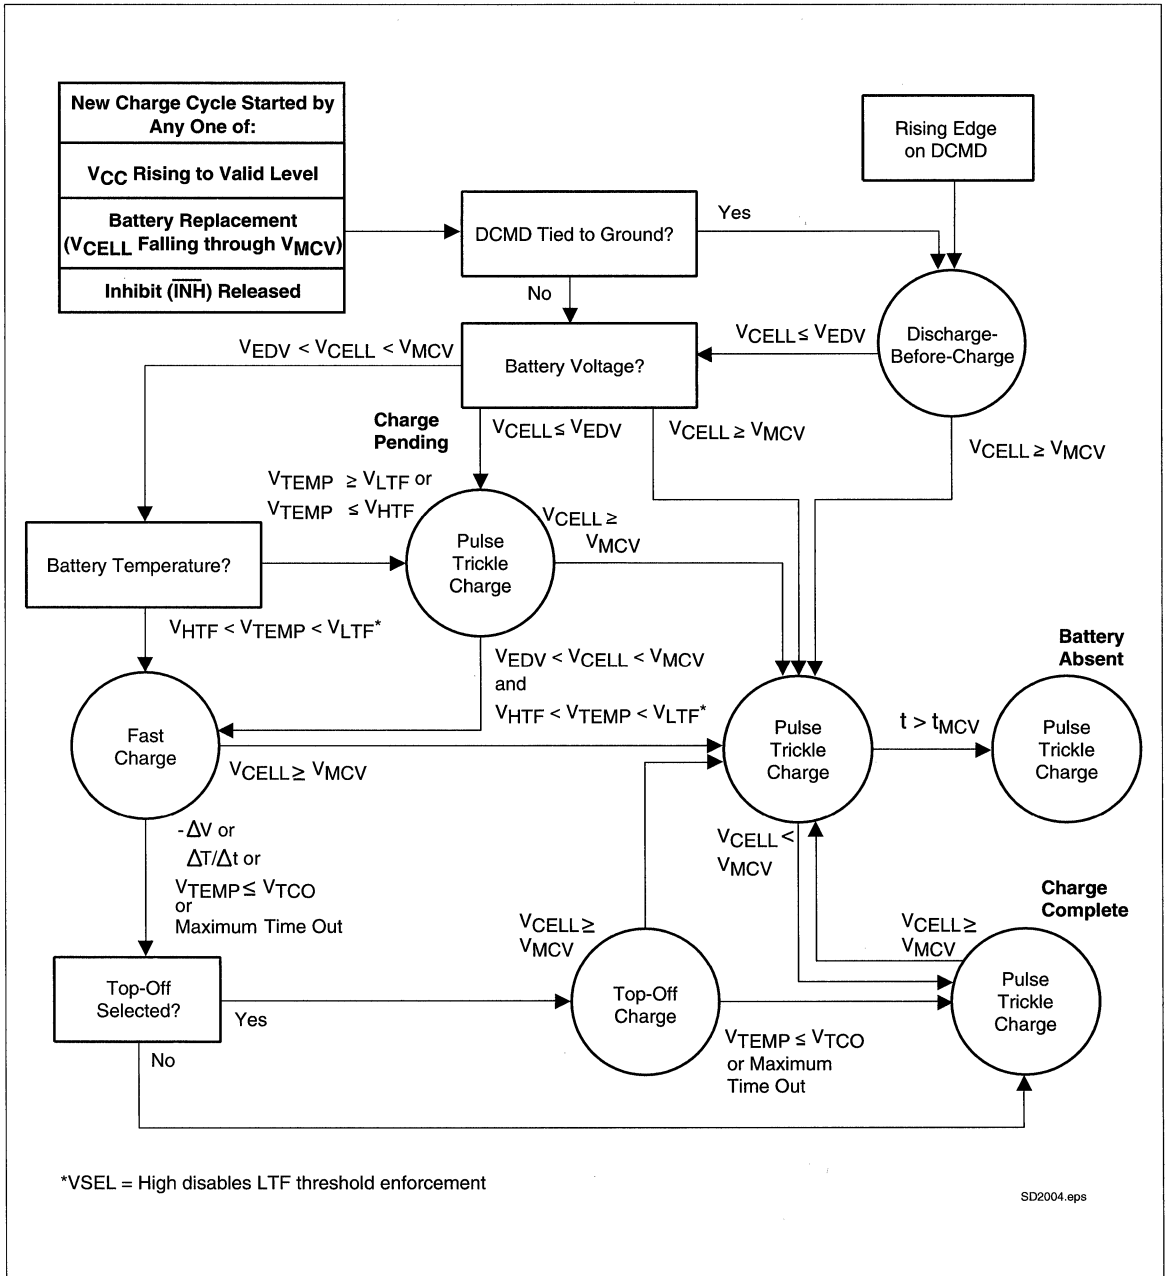 New Charge Cycle Started by
Any One of:
VCC Rising to Valid Level
Battery Replacement
(VCELL Falling through VMCV)
Inhibit (INH) Released
Rising Edge
on DCMD
DCMD Tied to Ground?
Yes
No
Discharge-
Before-Charge
VCELL ≤ VEDV
VEDV < VCELL < VMCV
Battery Voltage?
Charge
Pending
VCELL ≤ VEDV
VCELL ≥ VMCV
VCELL ≥ VMCV
VTEMP ≥ VLTF or
VTEMP ≤ VHTF
VCELL ≥
VMCV
Battery Temperature?
Pulse
Trickle
Charge
VHTF < VTEMP < VLTF*
VEDV < VCELL < VMCV
and
VHTF < VTEMP < VLTF*
Battery
Absent
Fast
Charge
VCELL ≥ VMCV
Pulse
Trickle
Charge
t > tMCV
Pulse
Trickle
Charge
-ΔV or
ΔT/Δt or
VTEMP ≤ VTCO
or
Maximum Time Out
VCELL <
VMCV
Charge
Complete
VCELL ≥
VMCV
VCELL ≥
VMCV
Top-Off
Selected?
Yes
No
Top-Off
Charge
Pulse
Trickle
Charge
VTEMP ≤ VTCO
or Maximum
Time Out
*VSEL = High disables LTF threshold enforcement
SD2004.eps